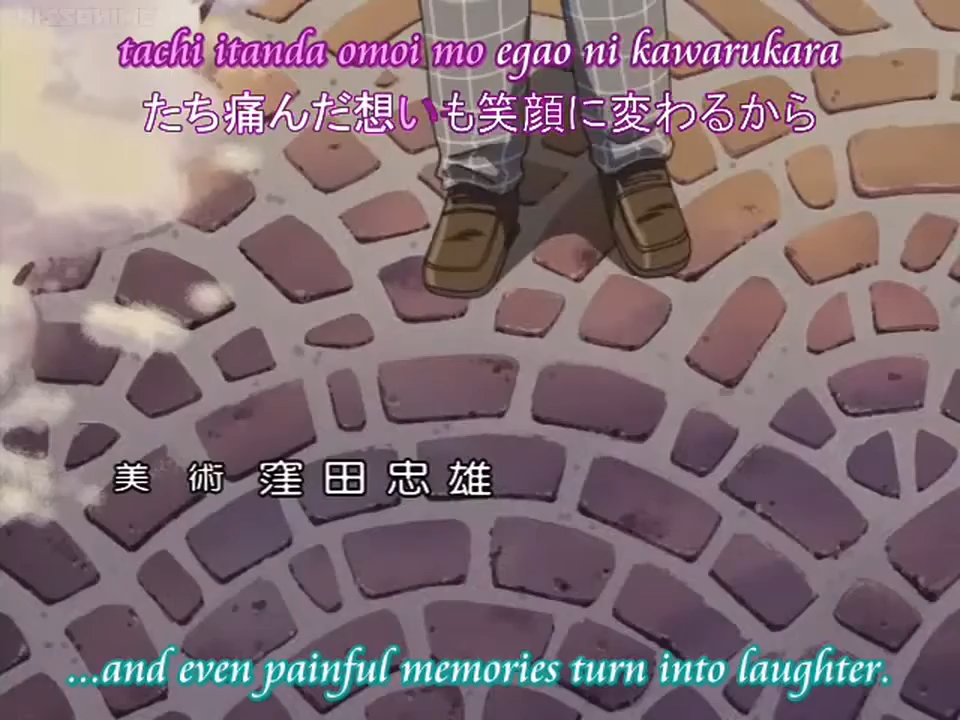 tachi itanda omoi mo egao ni kawarukara
たち痛んだ想いも笑顔に変わるから
美 術 窪田忠雄
...and even painful memories turn into laughter.